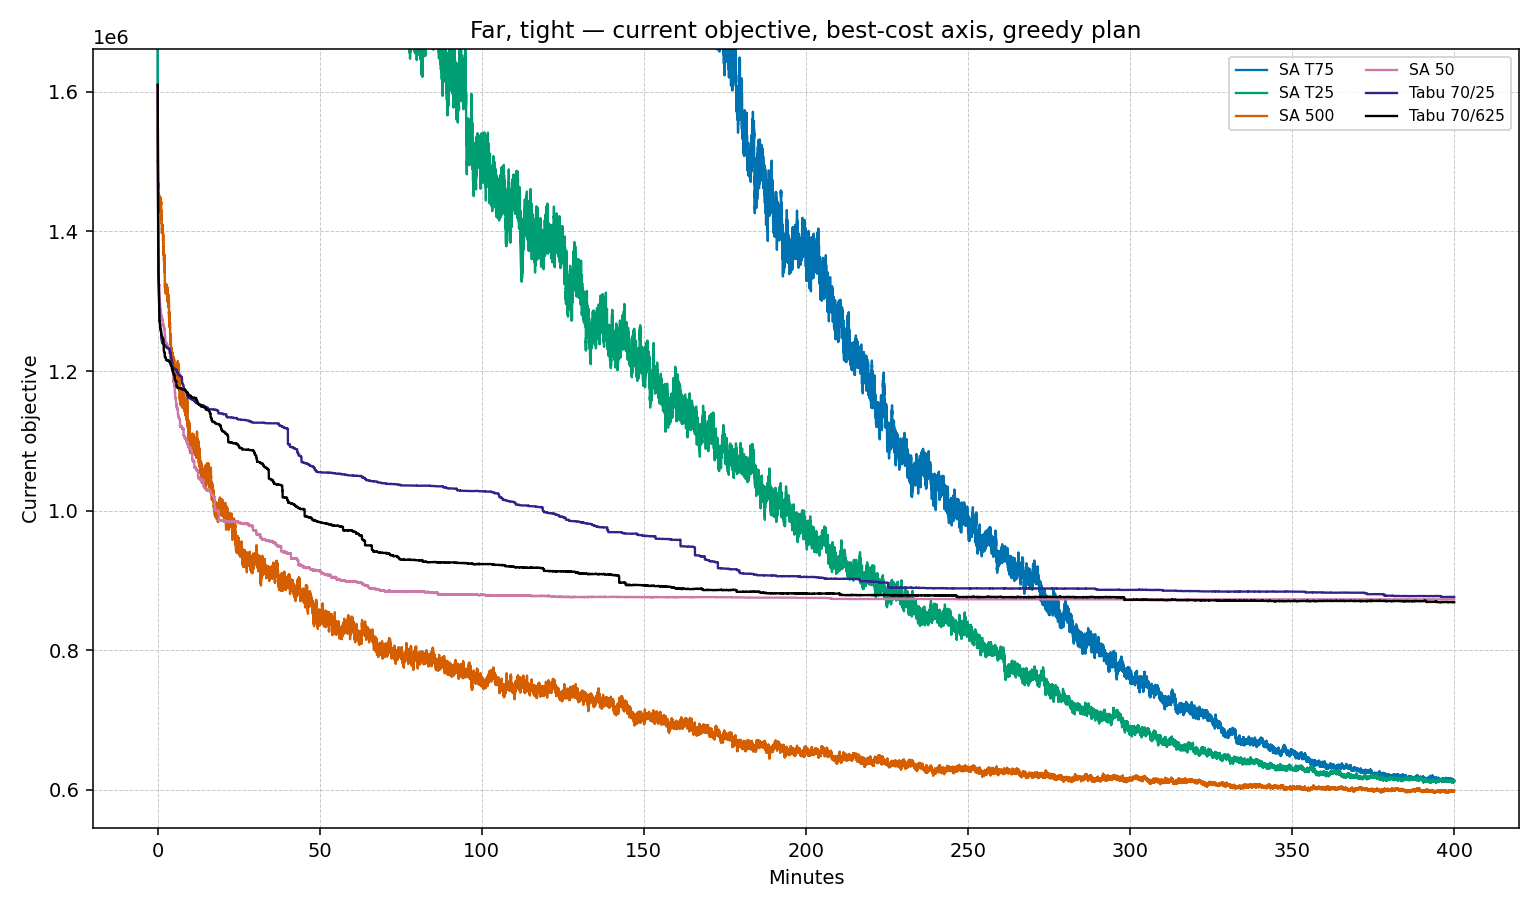 Far, tight — current objective, best-cost axis, greedy plan
1e6
SA T75
SA T25
SA 500
SA 50
Tabu 70/25
Tabu 70/625
1.6
1.4
1.2
1.0
0.8
0.6
Current objective
0 50 100 150 200 250 300 350 400
Minutes